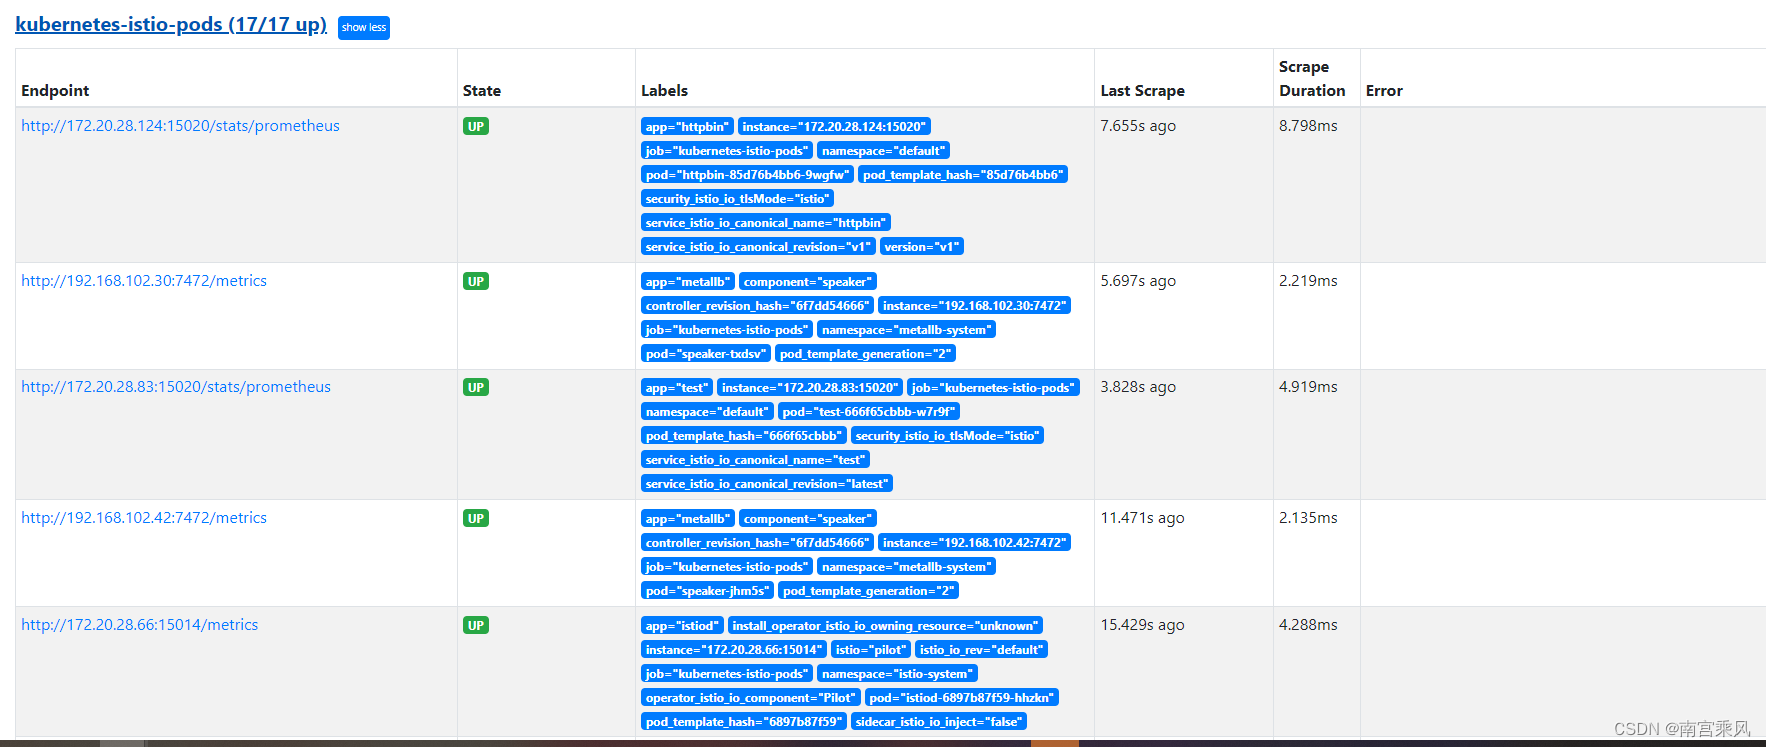 kubernetes-istio-pods (17/17 up) show less
Endpoint State Labels Last Scrape Scrape Duration Error
http://172.20.28.124:15020/stats/prometheus UP app="httpbin" instance="172.20.28.124:15020" 7.655s ago 8.798ms
job="kubernetes-istio-pods" namespace="default"
pod="httpbin-85d76b4bb6-9wgfw" pod_template_hash="85d76b4bb6"
security_istio_io_tlsMode="istio"
service_istio_io_canonical_name="httpbin"
service_istio_io_canonical_revision="v1" version="v1"
http://192.168.102.30:7472/metrics UP app="metallb" component="speaker" 5.697s ago 2.219ms
controller_revision_hash="6f7dd54666" instance="192.168.102.30:7472"
job="kubernetes-istio-pods" namespace="metallb-system"
pod="speaker-txdsv" pod_template_generation="2"
http://172.20.28.83:15020/stats/prometheus UP app="test" instance="172.20.28.83:15020" job="kubernetes-istio-pods" 3.828s ago 4.919ms
namespace="default" pod="test-666f65cbbb-w7r9f"
pod_template_hash="666f65cbbb" security_istio_io_tlsMode="istio"
service_istio_io_canonical_name="test"
service_istio_io_canonical_revision="latest"
http://192.168.102.42:7472/metrics UP app="metallb" component="speaker" 11.471s ago 2.135ms
controller_revision_hash="6f7dd54666" instance="192.168.102.42:7472"
job="kubernetes-istio-pods" namespace="metallb-system"
pod="speaker-jhm5s" pod_template_generation="2"
http://172.20.28.66:15014/metrics UP app="istiod" install_operator_istio_io_owning_resource="unknown" 15.429s ago 4.288ms
instance="172.20.28.66:15014" istio="pilot" istio_io_rev="default"
job="kubernetes-istio-pods" namespace="istio-system"
operator_istio_io_component="Pilot" pod="istiod-6897b87f59-hhzkn"
pod_template_hash="6897b87f59" sidecar_istio_io_inject="false"
CSDN @南宫乘风